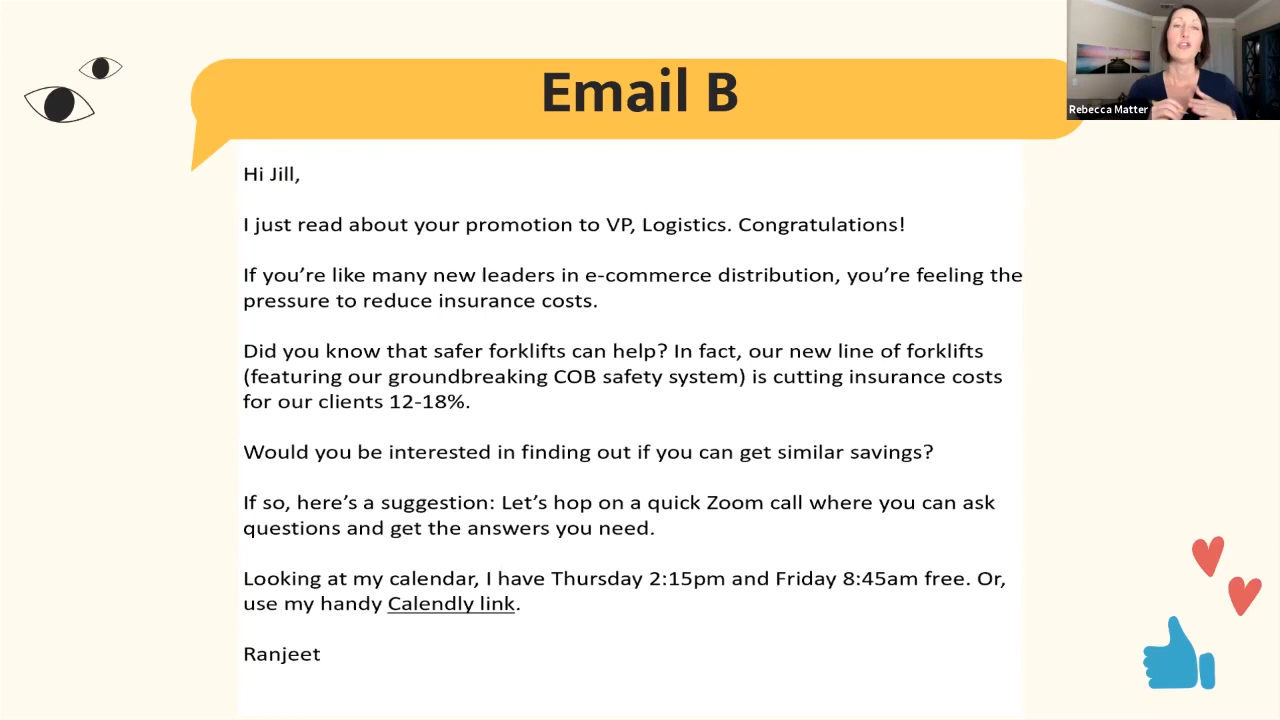 Email B
Rebecca Matter
Hi Jill,
I just read about your promotion to VP, Logistics. Congratulations!
If you’re like many new leaders in e-commerce distribution, you’re feeling the
pressure to reduce insurance costs.
Did you know that safer forklifts can help? In fact, our new line of forklifts
(featuring our groundbreaking COB safety system) is cutting insurance costs
for our clients 12-18%.
Would you be interested in finding out if you can get similar savings?
If so, here’s a suggestion: Let’s hop on a quick Zoom call where you can ask
questions and get the answers you need.
Looking at my calendar, I have Thursday 2:15pm and Friday 8:45am free. Or,
use my handy Calendly link.
Ranjeet